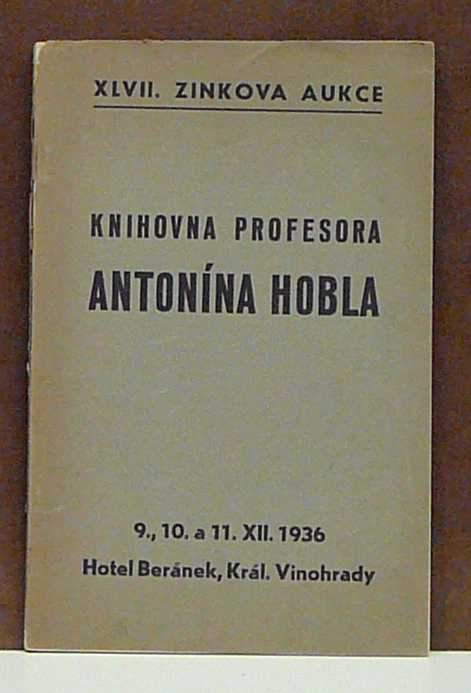 XLVII. ZINKOVA AUKCE
KNIHOVNA PROFESORA
ANTONÍNA HOBLA
9., 10. a 11. XII. 1936
Hotel Beránek, Král. Vinohrady